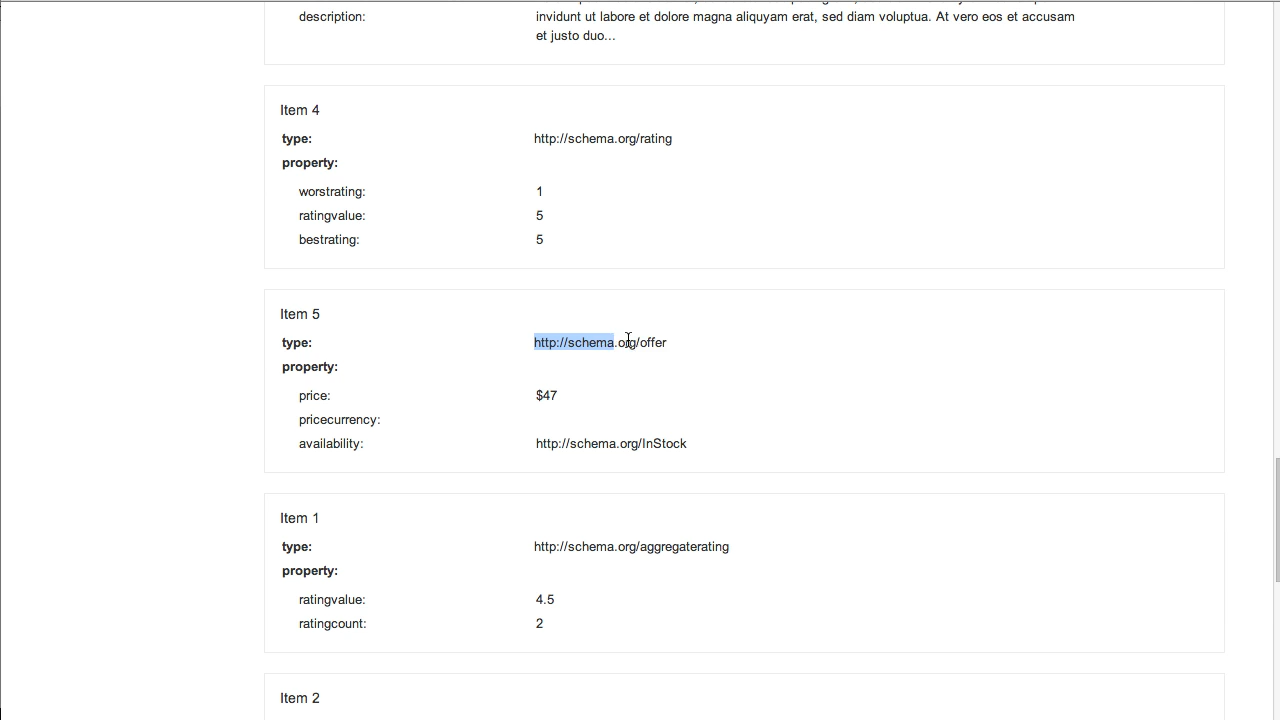 description: invidunt ut labore et dolore magna aliquyam erat, sed diam voluptua. At vero eos et accusam
et justo duo...
Item 4
type: http://schema.org/rating
property:
worstrating: 1
ratingvalue: 5
bestrating: 5
Item 5
type: http://schema.org/offer
property:
price: $47
pricecurrency:
availability: http://schema.org/InStock
Item 1
type: http://schema.org/aggregaterating
property:
ratingvalue: 4.5
ratingcount: 2
Item 2